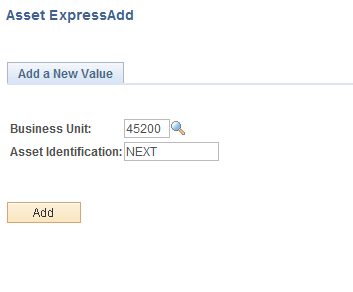 Asset ExpressAdd
Add a New Value
Business Unit: 45200
Asset Identification: NEXT
Add